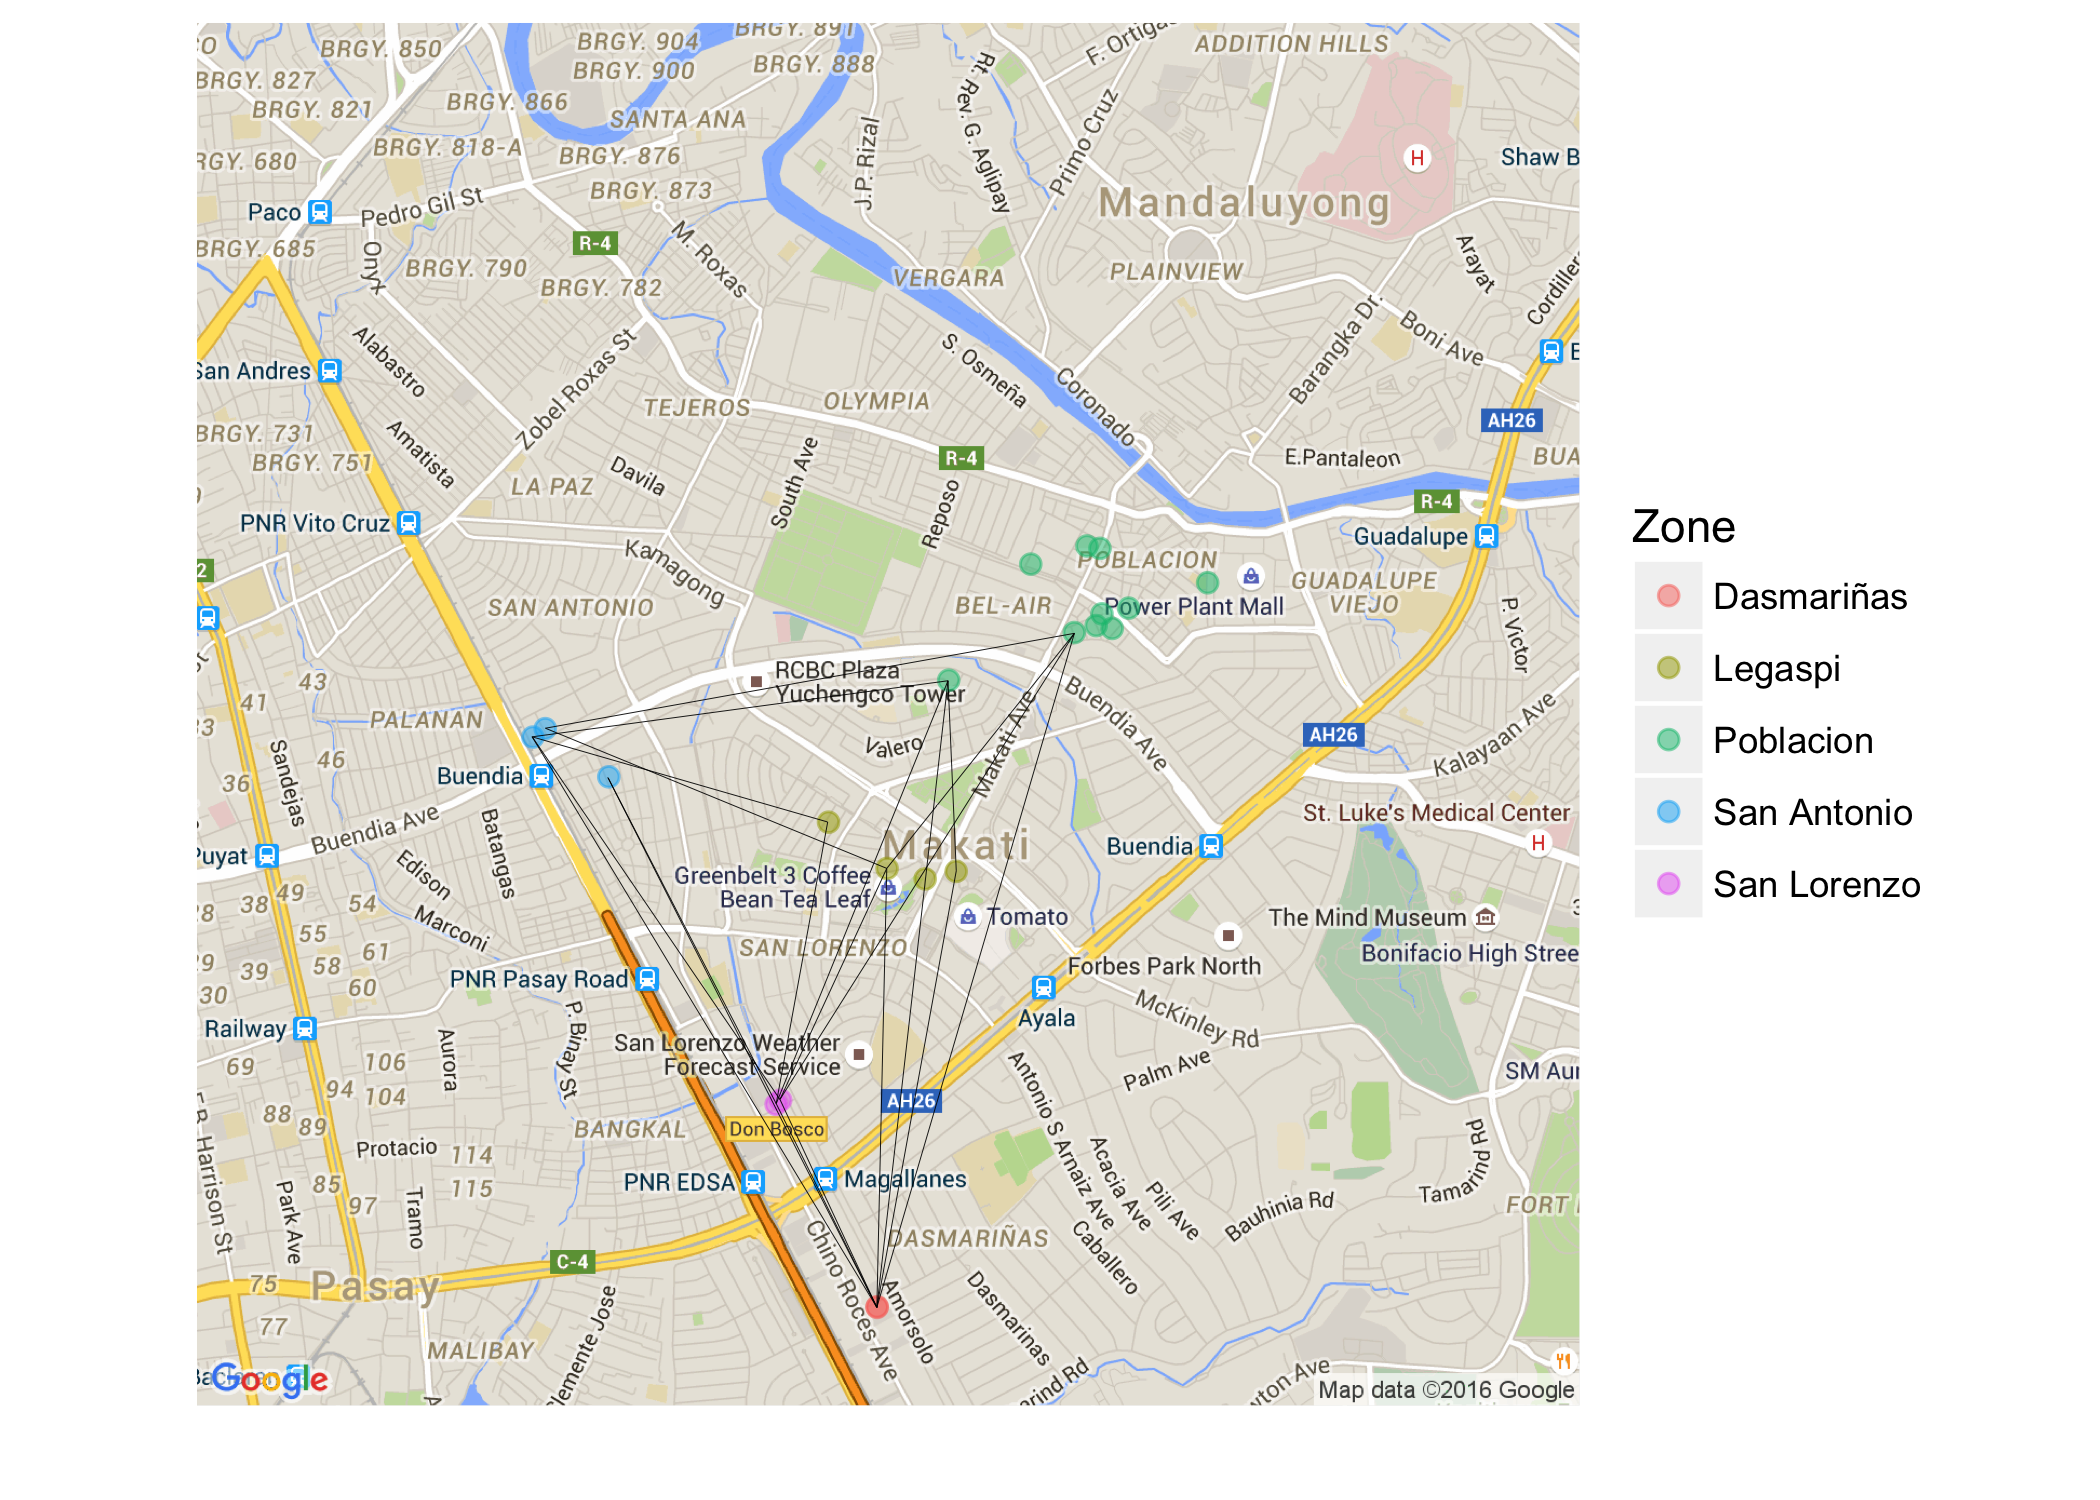 BRGY. 850
BRGY. 904
BRGY. 891
ADDITION HILLS
F. Ortigas
BRGY. 827
BRGY. 900
BRGY. 888
Rt. Rev. G. Aglipay
BRGY. 821
BRGY. 866
SANTA ANA
Primo Cruz
J.P. Rizal
RGY. 680
BRGY. 818-A
BRGY. 876
H
Shaw B
BRGY. 873
Mandaluyong
Paco
Pedro Gil St
BRGY. 685
Onyx
R-4
M. Roxas
BRGY. 790
BRGY. 782
VERGARA
PLAINVIEW
Arayat
Cordiller
Alabastro
Zobel Roxas St
S. Osmeña
Barangka Dr.
Boni Ave
San Andres
TEJEROS
OLYMPIA
Coronado
AH26
BRGY. 731
BRGY. 751
Amatista
LA PAZ
Davila
South Ave
R-4
E.Pantaleon
BUA
Reposo
R-4
PNR Vito Cruz
Guadalupe
Kamagong
POBLACION
2
SAN ANTONIO
BEL-AIR
Power Plant Mall
GUADALUPE
VIEJO
P. Victor
43
RCBC Plaza
Yuchengco Tower
41
PALANAN
Makati Ave
Buendia Ave
AH26
Kalayaan Ave
33
Sandejas
46
Valero
36
Buendia
Buendia Ave
Batangas
St. Luke's Medical Center
H
Puyat
Makati
Buendia
Edison
Greenbelt 3 Coffee
Bean Tea Leaf
38
49
54
Marconi
Tomato
The Mind Museum
55
61
SAN LORENZO
Bonifacio High Stree
39
58
Forbes Park North
60
30
PNR Pasay Road
Ayala
McKinley Rd
Railway
P. Binay St
San Lorenzo Weather
Forecast Service
69
106
Aurora
Palm Ave
SM Aur
94
104
AH26
Antonio S Arnaiz Ave
88
89
Don Bosco
BANGKAL
Protacio
114
Acacia Ave
Tamarind Rd
115
85
97
PNR EDSA
Magallanes
Pili Ave
Bauhinia Rd
F.B. Harrison St
Park Ave
Tramo
Caballero
FORT
DASMARIÑAS
Chino Roces Ave
C-4
75
Pasay
Amorsolo
Dasmarinas
77
MALIBAY
Clemente Jose
Google
Map data ©2016 Google
Zone
Dasmariñas
Legaspi
Poblacion
San Antonio
San Lorenzo